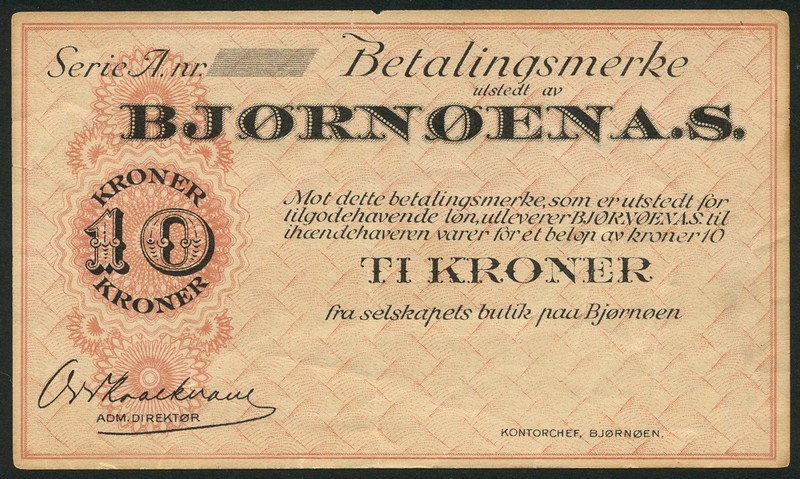 Serie A. nr.
Betalingsmerke
utstedt av
BJØRNØEN A.S.
KRONER
10
KRONER
Mot dette betalingsmerke, som er utstedt for
tilgodehavende løn, utleverer BJØRNØEN A.S. til
ihændehaveren varer for et beløp av kroner 10
TI KRONER
fra selskapets butik paa Bjørnøen
ADM. DIREKTØR
KONTORCHEF, BJØRNØEN.